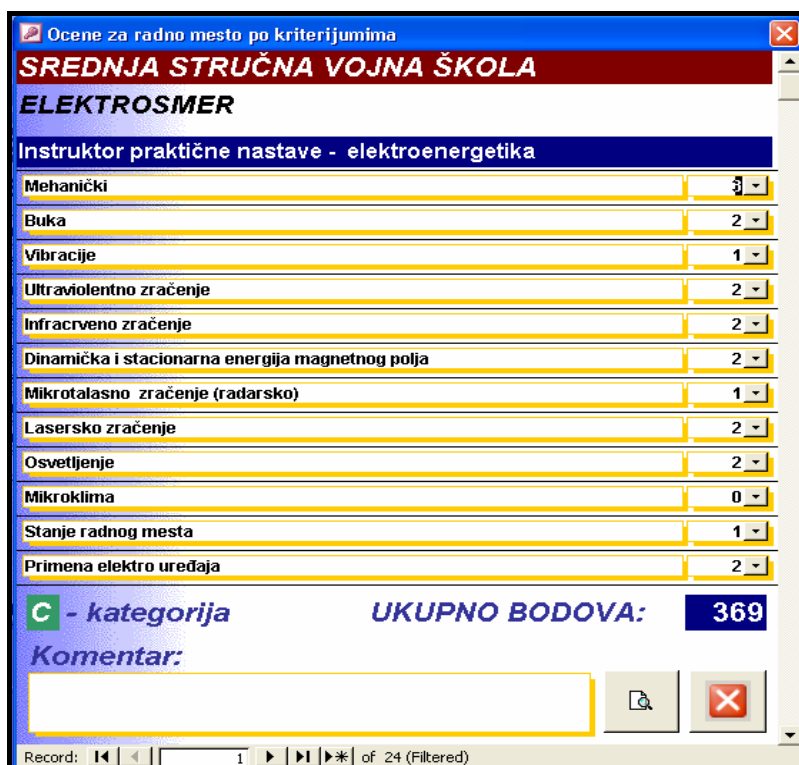 Ocene za radno mesto po kriterijumima
SREDNJA STRUČNA VOJNA ŠKOLA
ELEKTROSMER
Instruktor praktične nastave - elektroenergetika
Mehanički
Buka 2
Vibracije 1
Ultraviolentno zračenje 2
Infracrveno zračenje 2
Dinamička i stacionarna energija magnetnog polja 2
Mikrotalasno zračenje (radarsko) 1
Lasersko zračenje 2
Osvetljenje 2
Mikroklima 0
Stanje radnog mesta 1
Primena elektro uređaja 2
C - kategorija UKUPNO BODOVA: 369
Komentar:
Record: 1 of 24 (Filtered)